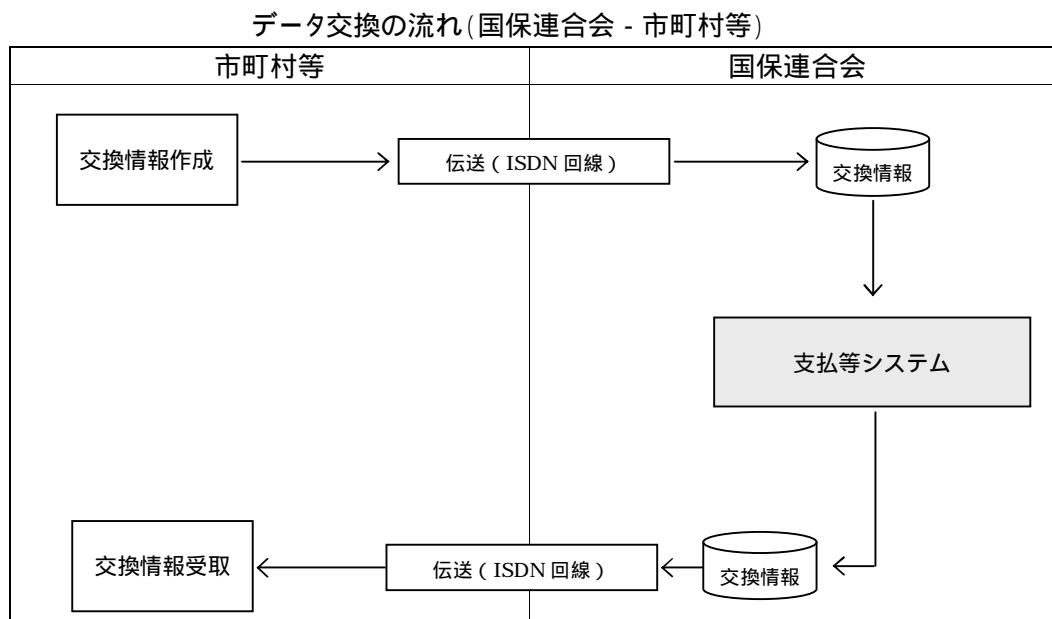 データ交換の流れ(国保連合会 - 市町村等)
市町村等
国保連合会
交換情報作成
伝送 ( ISDN 回線 )
交換情報
支払等システム
交換情報受取
伝送 ( ISDN 回線 )
交換情報